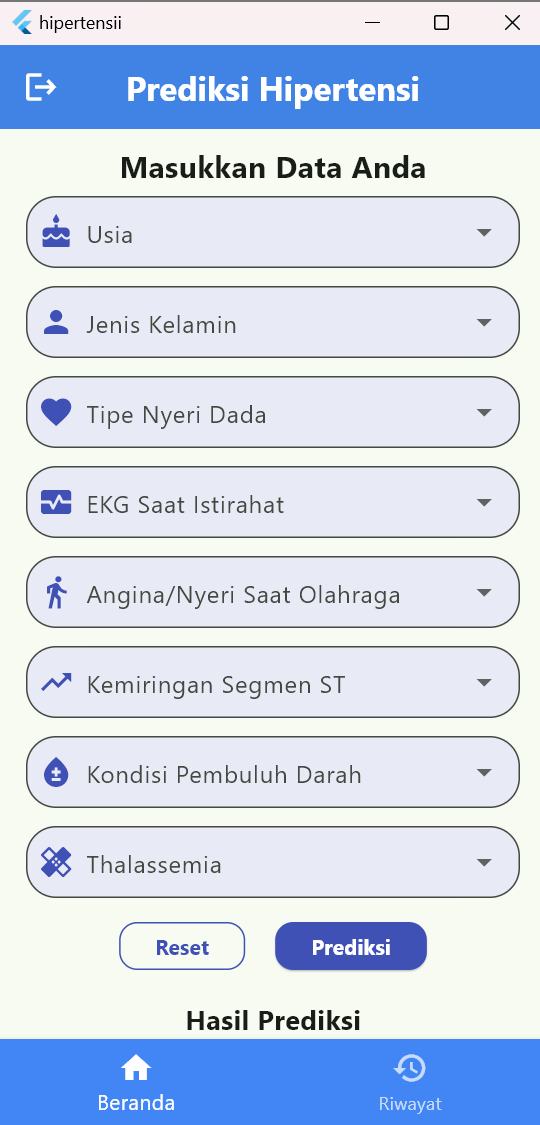 hipertensii
Prediksi Hipertensi
Masukkan Data Anda
Usia
Jenis Kelamin
Tipe Nyeri Dada
EKG Saat Istirahat
Angina/Nyeri Saat Olahraga
Kemiringan Segmen ST
Kondisi Pembuluh Darah
Thalassemia
Reset
Prediksi
Hasil Prediksi
Beranda
Riwayat